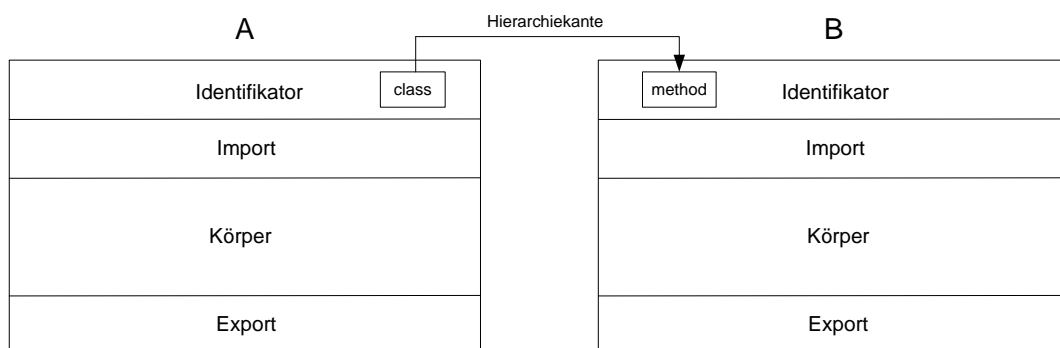 Hierarchiekante
A
B
Identifikator
class
method
Identifikator
Import
Import
Körper
Körper
Export
Export